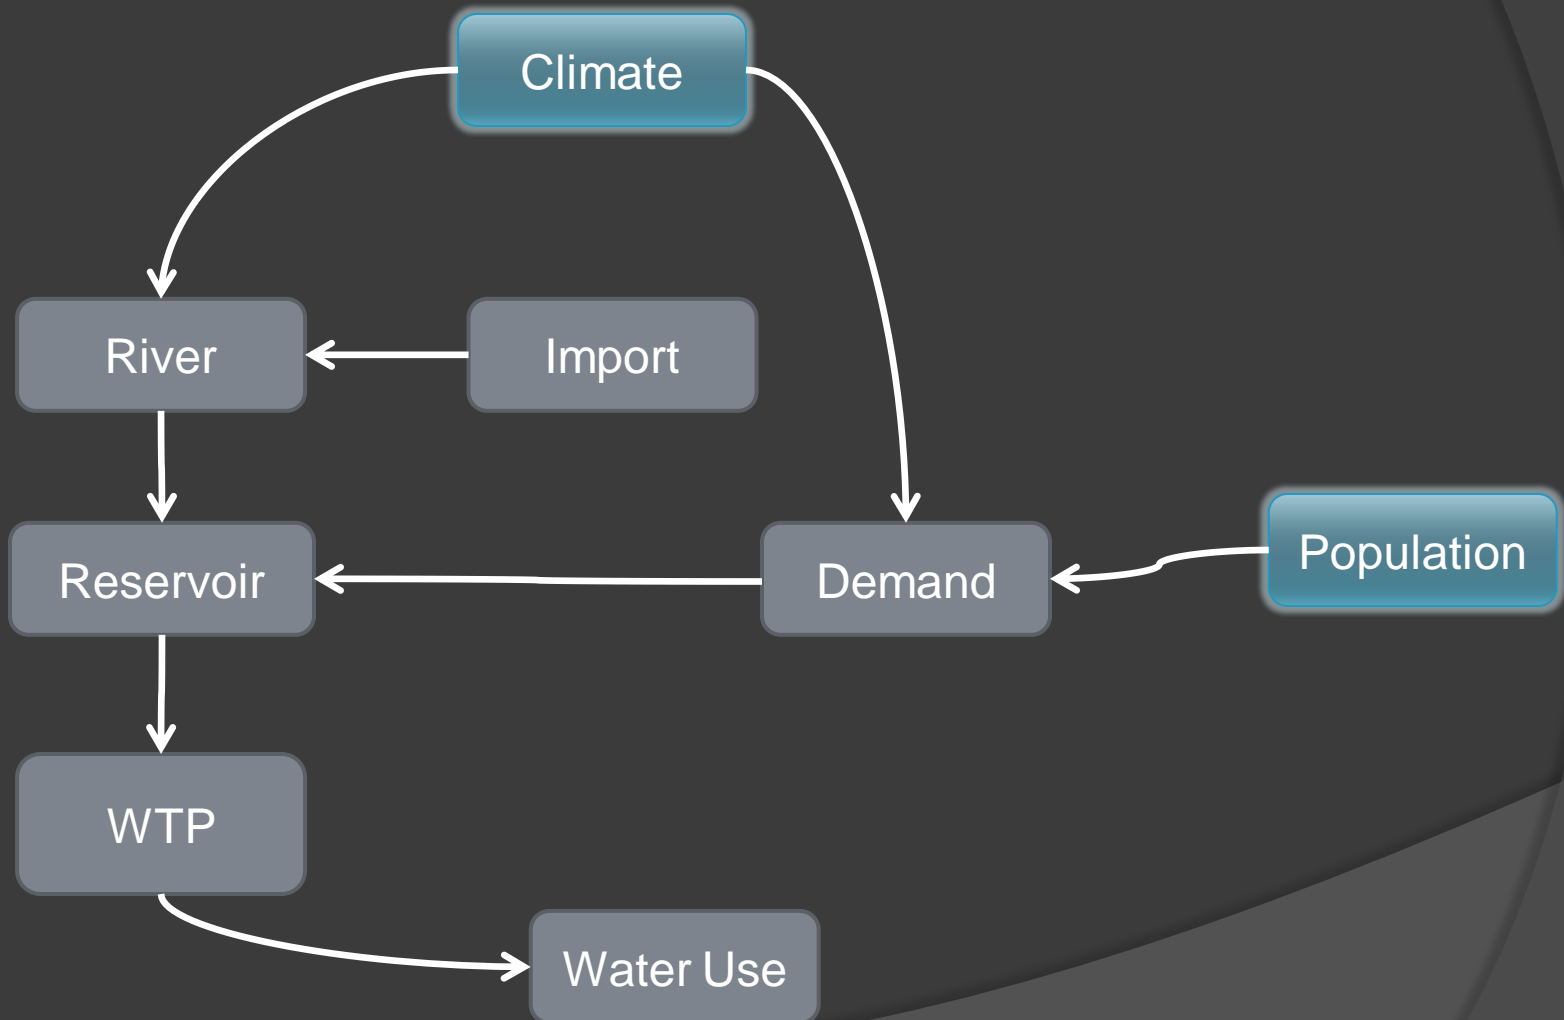 Climate
River
Import
Reservoir
Demand
Population
WTP
Water Use